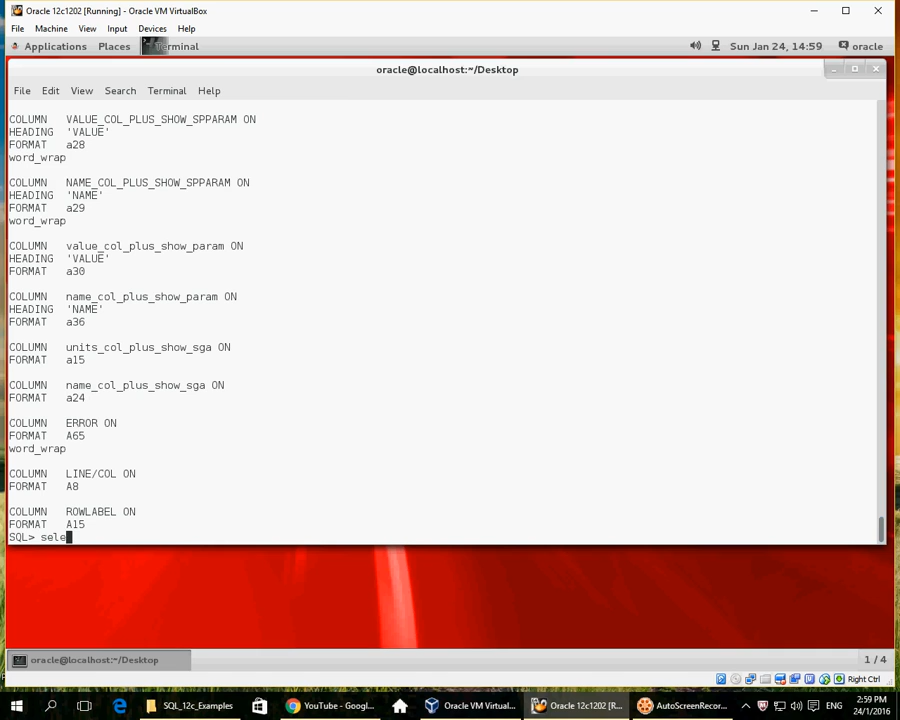 Oracle 12c1202 [Running] - Oracle VM VirtualBox
File Machine View Input Devices Help
Applications Places Terminal Sun Jan 24, 14:59 oracle
oracle@localhost:~/Desktop
File Edit View Search Terminal Help
COLUMN VALUE_COL_PLUS_SHOW_SPPARAM ON
HEADING 'VALUE'
FORMAT a28
word_wrap
COLUMN NAME_COL_PLUS_SHOW_SPPARAM ON
HEADING 'NAME'
FORMAT a29
word_wrap
COLUMN value_col_plus_show_param ON
HEADING 'VALUE'
FORMAT a30
COLUMN name_col_plus_show_param ON
HEADING 'NAME'
FORMAT a36
COLUMN units_col_plus_show_sga ON
FORMAT a15
COLUMN name_col_plus_show_sga ON
FORMAT a24
COLUMN ERROR ON
FORMAT A65
word_wrap
COLUMN LINE/COL ON
FORMAT A8
COLUMN ROWLABEL ON
FORMAT A15
SQL> sele
oracle@localhost:~/Desktop 1 / 4
Right Ctrl
SQL_12c_Examples YouTube - Googl... Oracle VM Virtual... Oracle 12c1202 [R... AutoScreenRecor... ENG 2:59 PM
24/1/2016